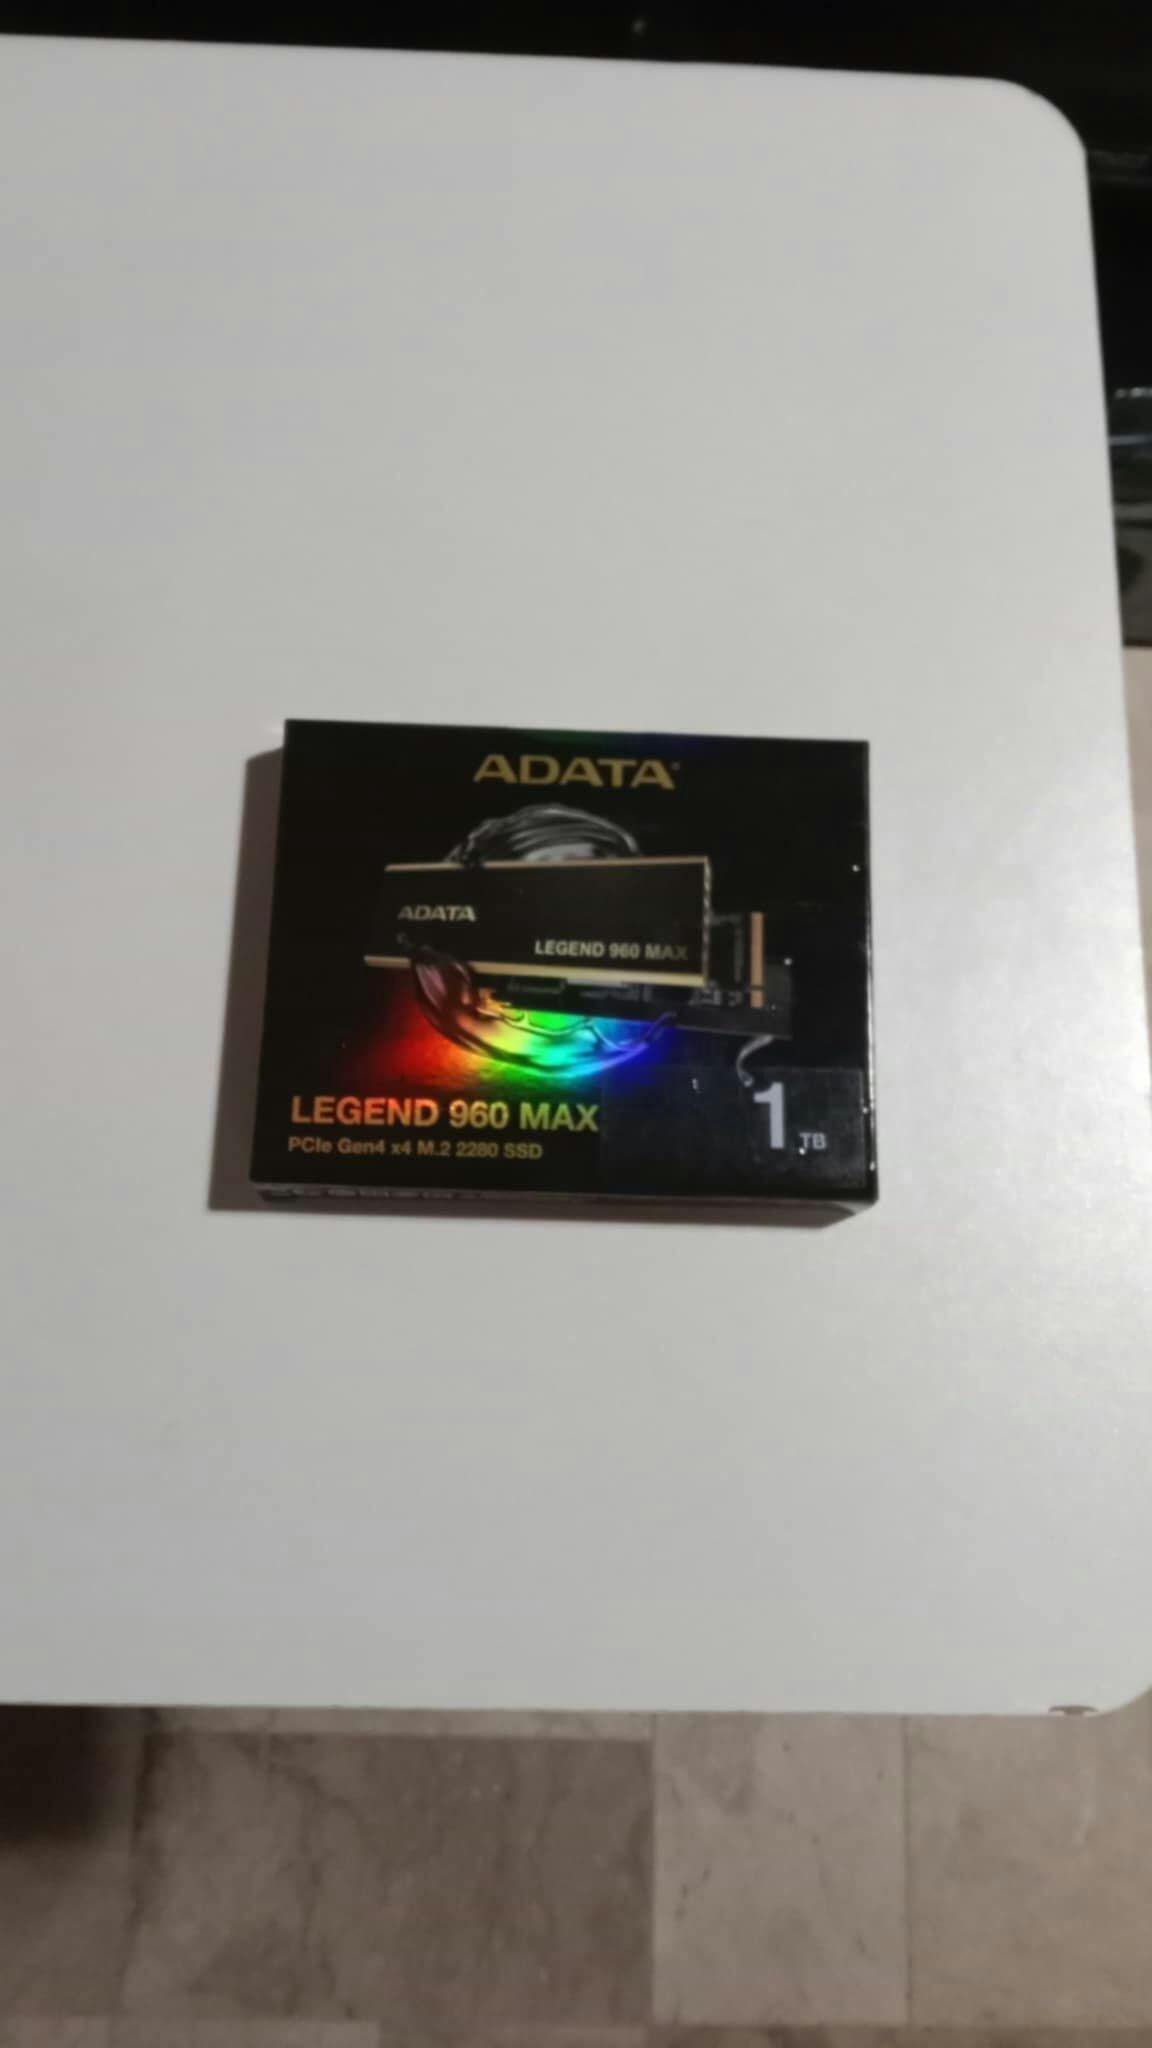 ADATA®
ADATA
LEGEND 960 MAX
LEGEND 960 MAX
PCIe Gen4 x4 M.2 2280 SSD
1 TB